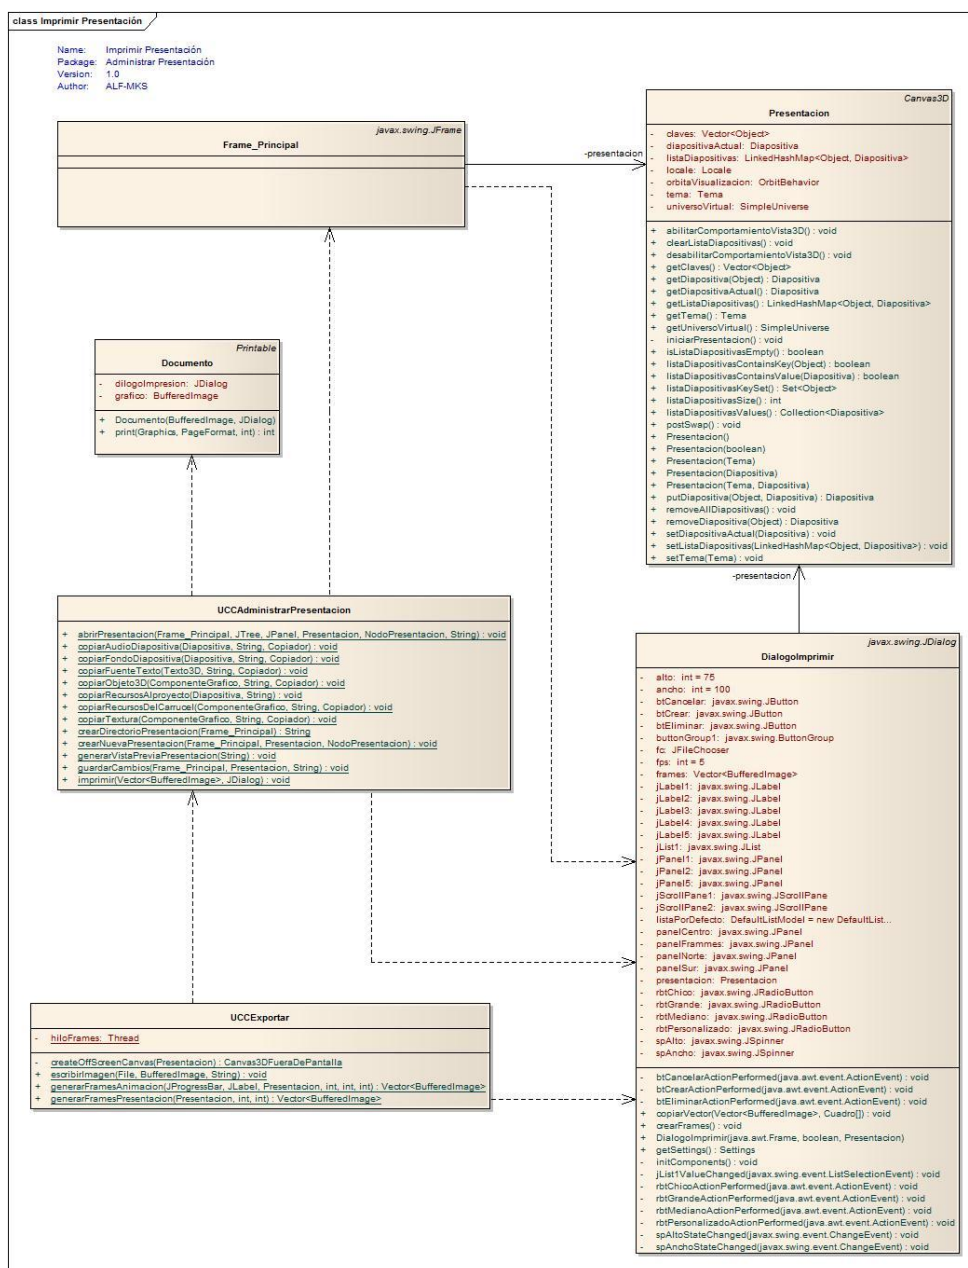 class Imprimir Presentación
Name: Imprimir Presentación
Package: Administrar Presentación
Version: 1.0
Author: ALF-MKS
javax.swing.JFrame
Frame_Principal
-presentacion
Canvas3D
Presentacion
- claves: Vector<Object>
- diapositivaActual: Diapositiva
- listaDiapositivas: LinkedHashMap<Object, Diapositiva>
- locale: Locale
- orbitaVisualizacion: OrbitBehavior
- tema: Tema
- universoVirtual: SimpleUniverse
+ abilitarComportamientoVista3D() : void
+ clearListaDiapositivas() : void
+ desabilitarComportamientoVista3D() : void
+ getClaves() : Vector<Object>
+ getDiapositiva(Object) : Diapositiva
+ getDiapositivaActual() : Diapositiva
+ getListaDiapositivas() : LinkedHashMap<Object, Diapositiva>
+ getTema() : Tema
+ getUniversoVirtual() : SimpleUniverse
- iniciarPresentacion() : void
+ isListaDiapositivasEmpty() : boolean
+ listaDiapositivasContainsKey(Object) : boolean
+ listaDiapositivasContainsValue(Diapositiva) : boolean
+ listaDiapositivasKeySet() : Set<Object>
+ listaDiapositivasSize() : int
+ listaDiapositivasValues() : Collection<Diapositiva>
+ postSwap() : void
+ Presentacion()
+ Presentacion(boolean)
+ Presentacion(Tema)
+ Presentacion(Diapositiva)
+ Presentacion(Tema, Diapositiva)
+ putDiapositiva(Object, Diapositiva) : Diapositiva
+ removeAllDiapositivas() : void
+ removeDiapositiva(Object) : Diapositiva
+ setDiapositivaActual(Diapositiva) : void
+ setListaDiapositivas(LinkedHashMap<Object, Diapositiva>) : void
+ setTema(Tema) : void
Printable
Documento
- dilogoImpresion: JDialog
- grafico: BufferedImage
+ Documento(BufferedImage, JDialog)
+ print(Graphics, PageFormat, int) : int
UCCAdministrarPresentacion
+ abrirPresentacion(Frame_Principal, JTree, JPanel, Presentacion, NodoPresentacion, String) : void
+ copiarAudioDiapositiva(Diapositiva, String, Copiador) : void
+ copiarFondoDiapositiva(Diapositiva, String, Copiador) : void
+ copiarFuenteTexto(Texto3D, String, Copiador) : void
+ copiarObjeto3D(ComponenteGrafico, String, Copiador) : void
+ copiarRecursosAlproyecto(Diapositiva, String) : void
+ copiarRecursosDelCarrucel(ComponenteGrafico, String, Copiador) : void
+ copiarTextura(ComponenteGrafico, String, Copiador) : void
+ crearDirectorioPresentacion(Frame_Principal) : String
+ crearNuevaPresentacion(Frame_Principal, Presentacion, NodoPresentacion) : void
+ generarVistaPreviaPresentacion(String) : void
+ guardarCambios(Frame_Principal, Presentacion, String) : void
+ imprimir(Vector<BufferedImage>, JDialog) : void
-presentacion
javax.swing.JDialog
DialogoImprimir
- alto: int = 75
- ancho: int = 100
- btCancelar: javax.swing.JButton
- btCrear: javax.swing.JButton
- btEliminar: javax.swing.JButton
- buttonGroup1: javax.swing.ButtonGroup
- fc: JFileChooser
- fps: int = 5
- frames: Vector<BufferedImage>
- jLabel1: javax.swing.JLabel
- jLabel2: javax.swing.JLabel
- jLabel3: javax.swing.JLabel
- jLabel4: javax.swing.JLabel
- jLabel5: javax.swing.JLabel
- jList1: javax.swing.JList
- jPanel1: javax.swing.JPanel
- jPanel2: javax.swing.JPanel
- jPanel5: javax.swing.JPanel
- jScrollPane1: javax.swing.JScrollPane
- jScrollPane2: javax.swing.JScrollPane
- listaPorDefecto: DefaultListModel = new DefaultList...
- panelCentro: javax.swing.JPanel
- panelFrammes: javax.swing.JPanel
- panelNorte: javax.swing.JPanel
- panelSur: javax.swing.JPanel
- presentacion: Presentacion
- rbtChico: javax.swing.JRadioButton
- rbtGrande: javax.swing.JRadioButton
- rbtMediano: javax.swing.JRadioButton
- rbtPersonalizado: javax.swing.JRadioButton
- spAlto: javax.swing.JSpinner
- spAncho: javax.swing.JSpinner
- btCancelarActionPerformed(java.awt.event.ActionEvent) : void
- btCrearActionPerformed(java.awt.event.ActionEvent) : void
- btEliminarActionPerformed(java.awt.event.ActionEvent) : void
+ copiarVector(Vector<BufferedImage>, Cuadro[]) : void
+ crearFrames() : void
+ DialogoImprimir(java.awt.Frame, boolean, Presentacion)
+ getSettings() : Settings
- initComponents() : void
- jList1ValueChanged(javax.swing.event.ListSelectionEvent) : void
- rbtChicoActionPerformed(java.awt.event.ActionEvent) : void
- rbtGrandeActionPerformed(java.awt.event.ActionEvent) : void
- rbtMedianoActionPerformed(java.awt.event.ActionEvent) : void
- rbtPersonalizadoActionPerformed(java.awt.event.ActionEvent) : void
- spAltoStateChanged(javax.swing.event.ChangeEvent) : void
- spAnchoStateChanged(javax.swing.event.ChangeEvent) : void
UCCExportar
- hiloFrames: Thread
- createOffScreenCanvas(Presentacion) : Canvas3DFueraDePantalla
+ escribirImagen(File, BufferedImage, String) : void
+ generarFramesAnimacion(JProgressBar, JLabel, Presentacion, int, int, int) : Vector<BufferedImage>
+ generarFramesPresentacion(Presentacion, int, int) : Vector<BufferedImage>